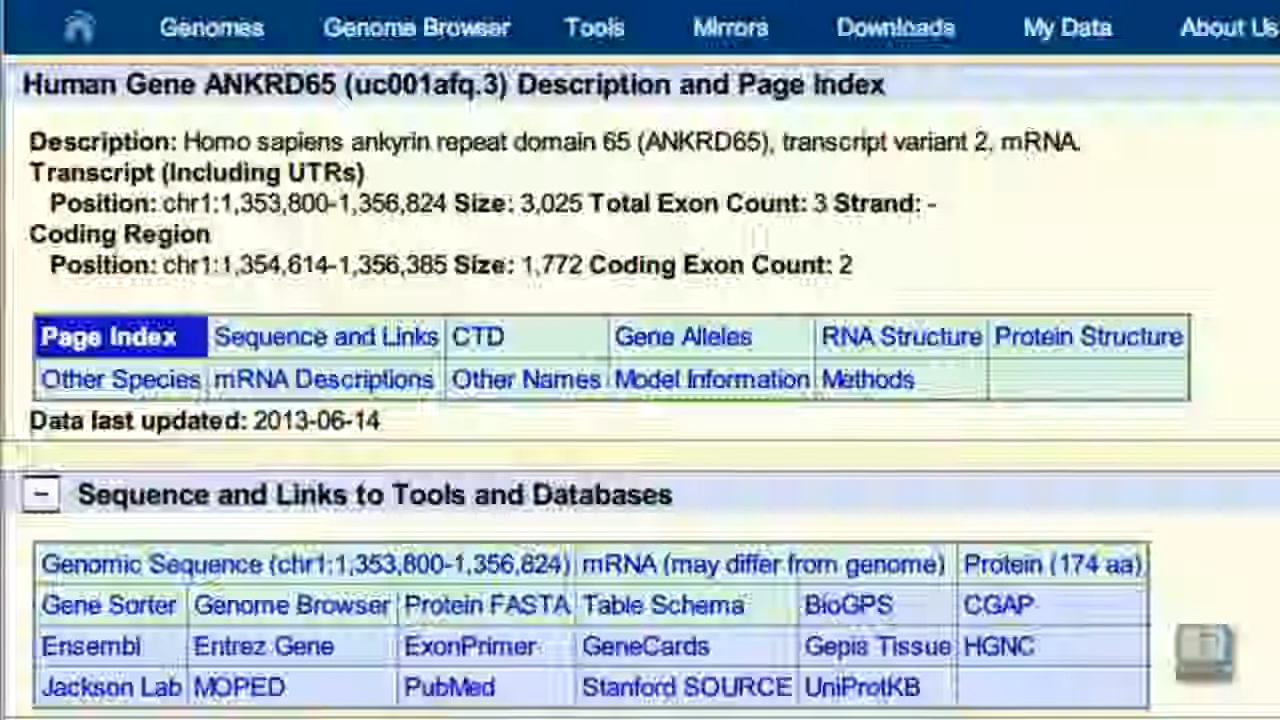 Genomes Genome Browser Tools Mirrors Downloads My Data About Us
Human Gene ANKRD65 (uc001afq.3) Description and Page Index
Description: Homo sapiens ankyrin repeat domain 65 (ANKRD65), transcript variant 2, mRNA.
Transcript (Including UTRs)
Position: chr1:1,353,800-1,356,824 Size: 3,025 Total Exon Count: 3 Strand: -
Coding Region
Position: chr1:1,354,614-1,356,385 Size: 1,772 Coding Exon Count: 2
Page Index Sequence and Links CTD Gene Alleles RNA Structure Protein Structure
Other Species mRNA Descriptions Other Names Model Information Methods
Data last updated: 2013-06-14
- Sequence and Links to Tools and Databases
Genomic Sequence (chr1:1,353,800-1,356,824) mRNA (may differ from genome) Protein (174 aa)
Gene Sorter Genome Browser Protein FASTA Table Schema BioGPS CGAP
Ensembl Entrez Gene ExonPrimer GeneCards Gepis Tissue HGNC
Jackson Lab MOPED PubMed Stanford SOURCE UniProtKB